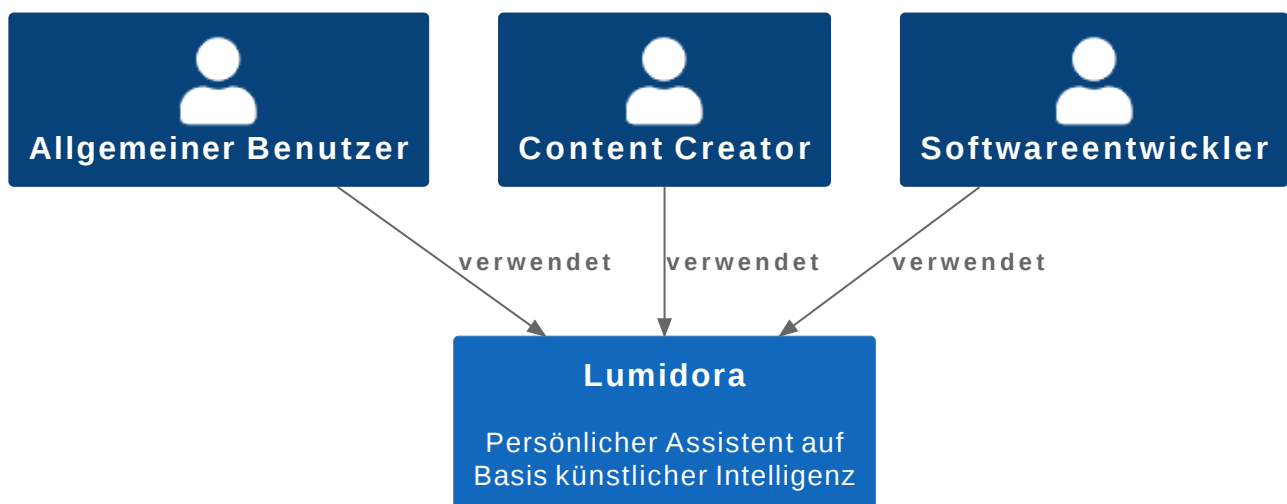 Allgemeiner Benutzer
Content Creator
Softwareentwickler
verwendet
verwendet
verwendet
Lumidora
Persönlicher Assistent auf
Basis künstlicher Intelligenz